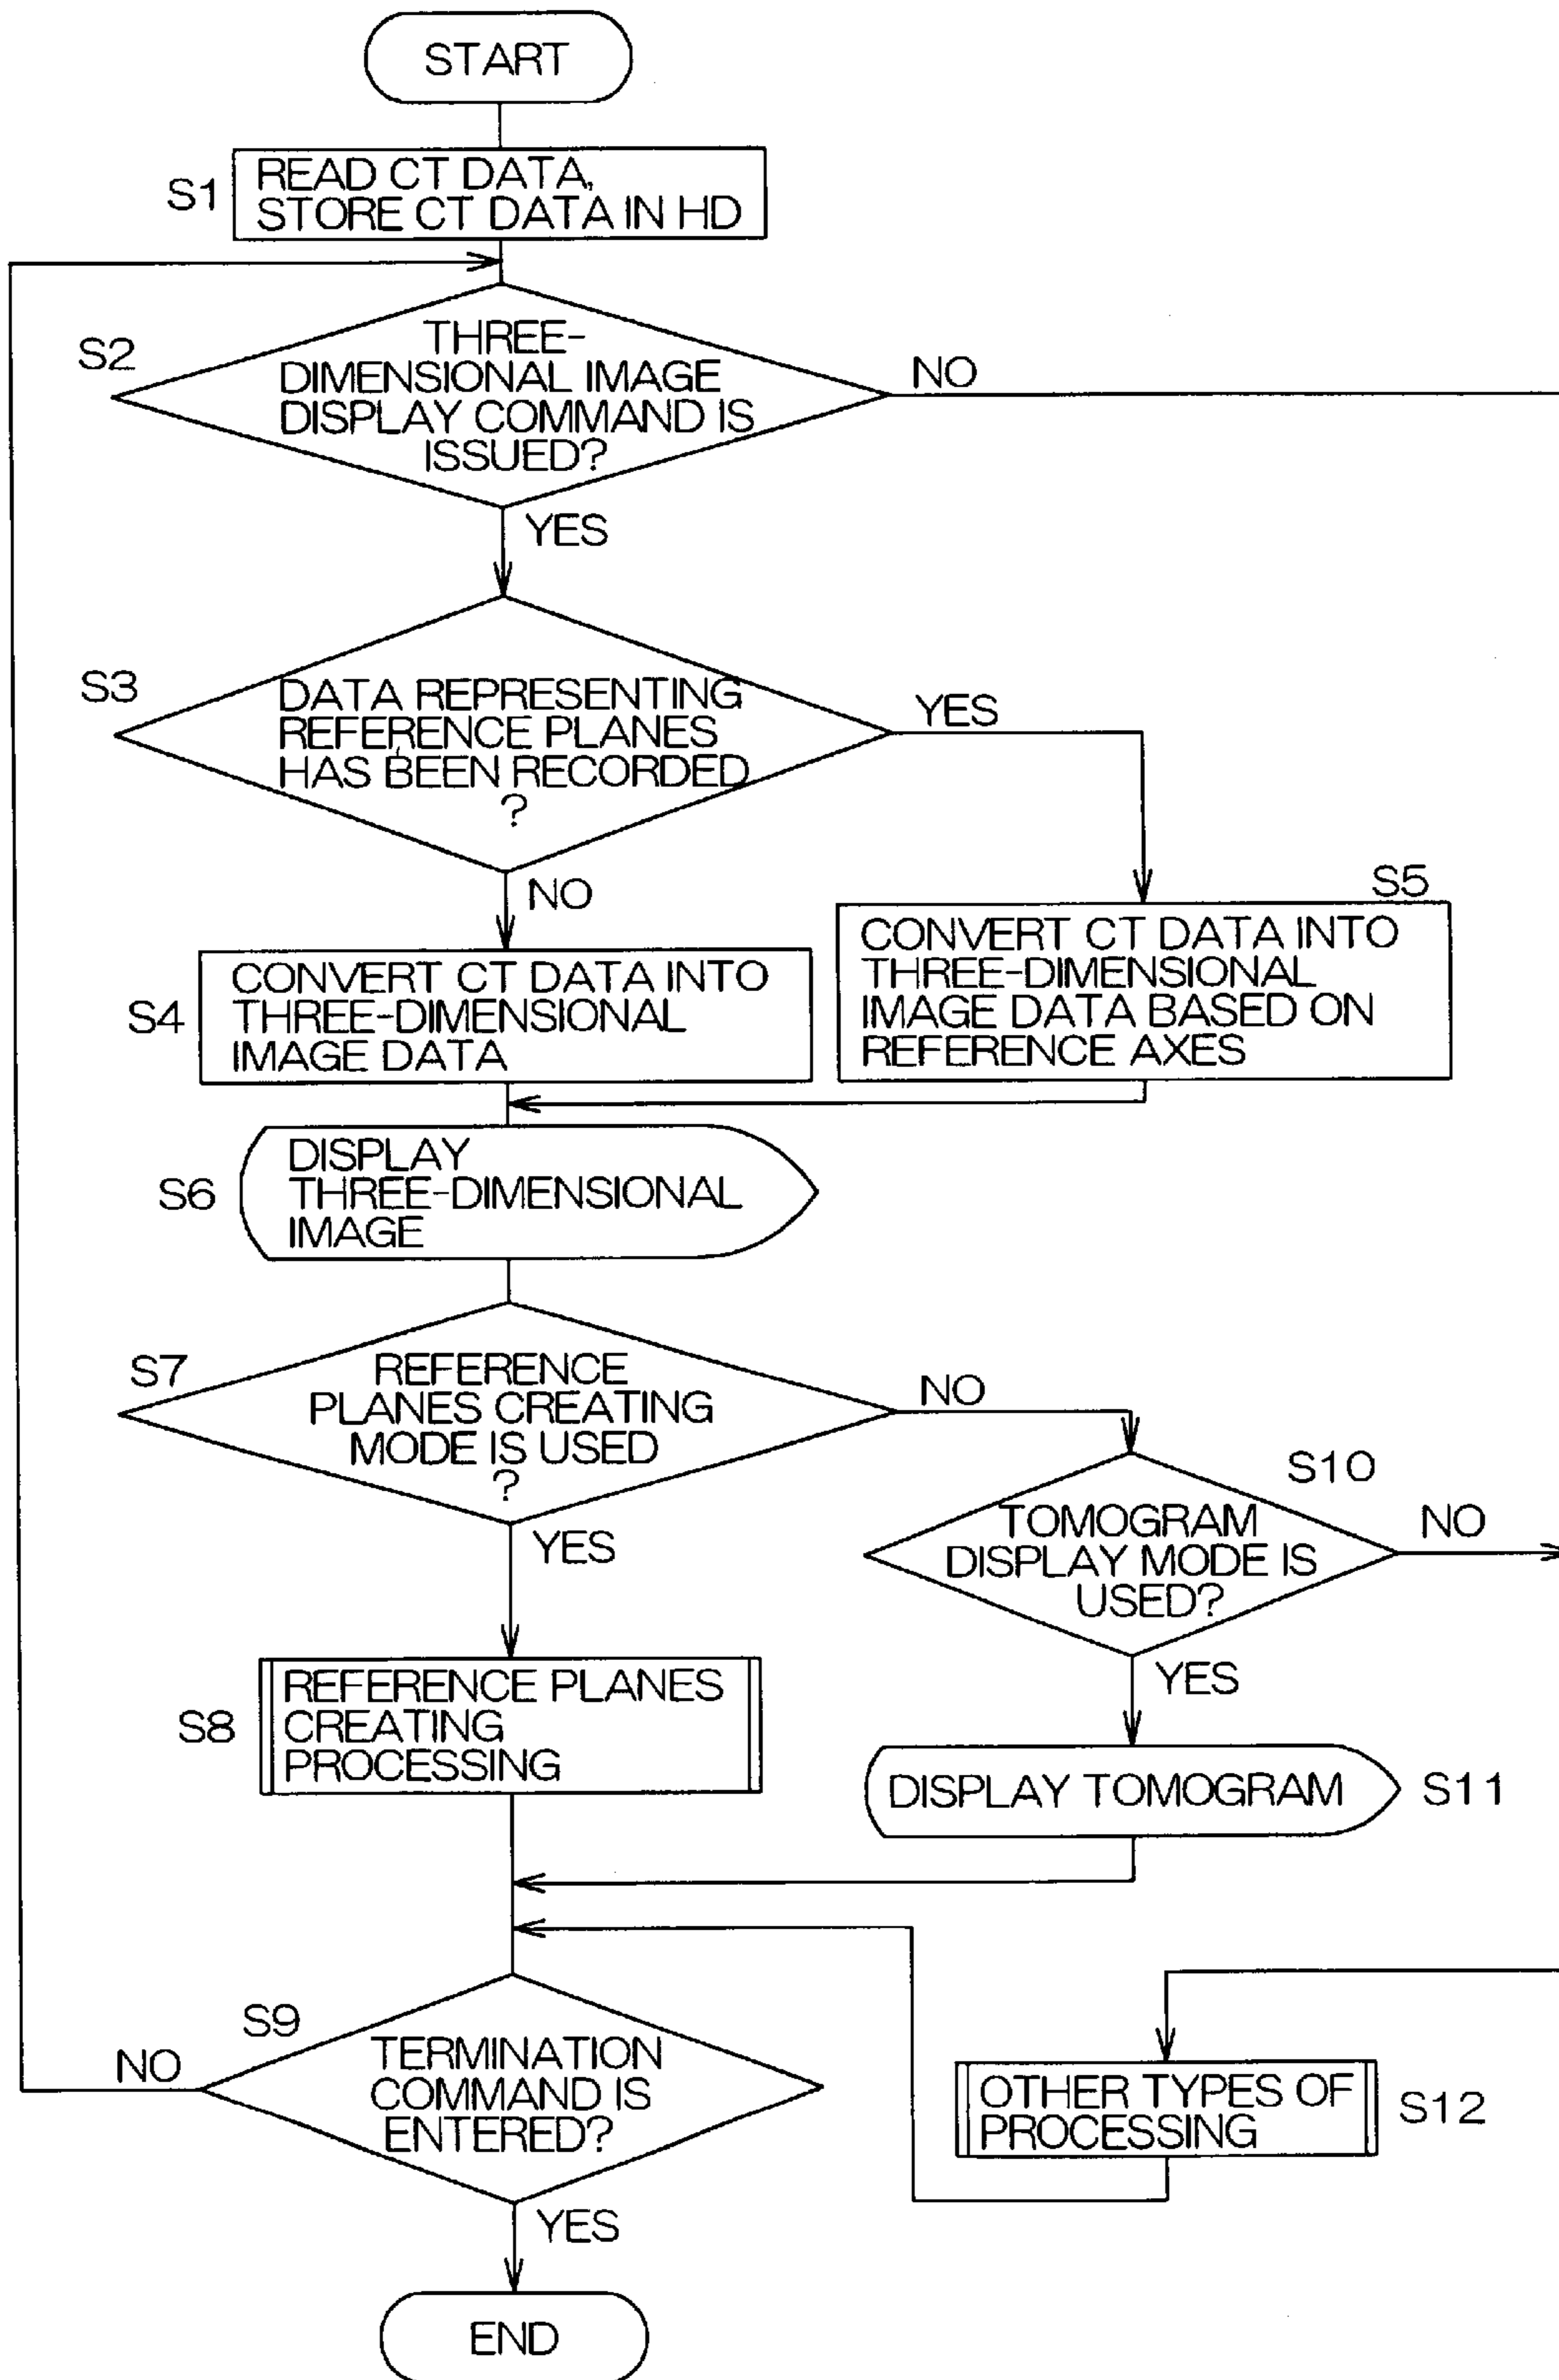 START
S1
READ CT DATA,
STORE CT DATA IN HD
S2
THREE-
DIMENSIONAL IMAGE
DISPLAY COMMAND IS
ISSUED?
NO
YES
S3
DATA REPRESENTING
REFERENCE PLANES
HAS BEEN RECORDED
?
YES
NO
S4
CONVERT CT DATA INTO
THREE-DIMENSIONAL
IMAGE DATA
S5
CONVERT CT DATA INTO
THREE-DIMENSIONAL
IMAGE DATA BASED ON
REFERENCE AXES
S6
DISPLAY
THREE-DIMENSIONAL
IMAGE
S7
REFERENCE
PLANES CREATING
MODE IS USED
?
NO
YES
S10
TOMOGRAM
DISPLAY MODE IS
USED?
NO
YES
S8
REFERENCE PLANES
CREATING
PROCESSING
DISPLAY TOMOGRAM
S11
S9
TERMINATION
COMMAND IS
ENTERED?
NO
YES
OTHER TYPES OF
PROCESSING
S12
END